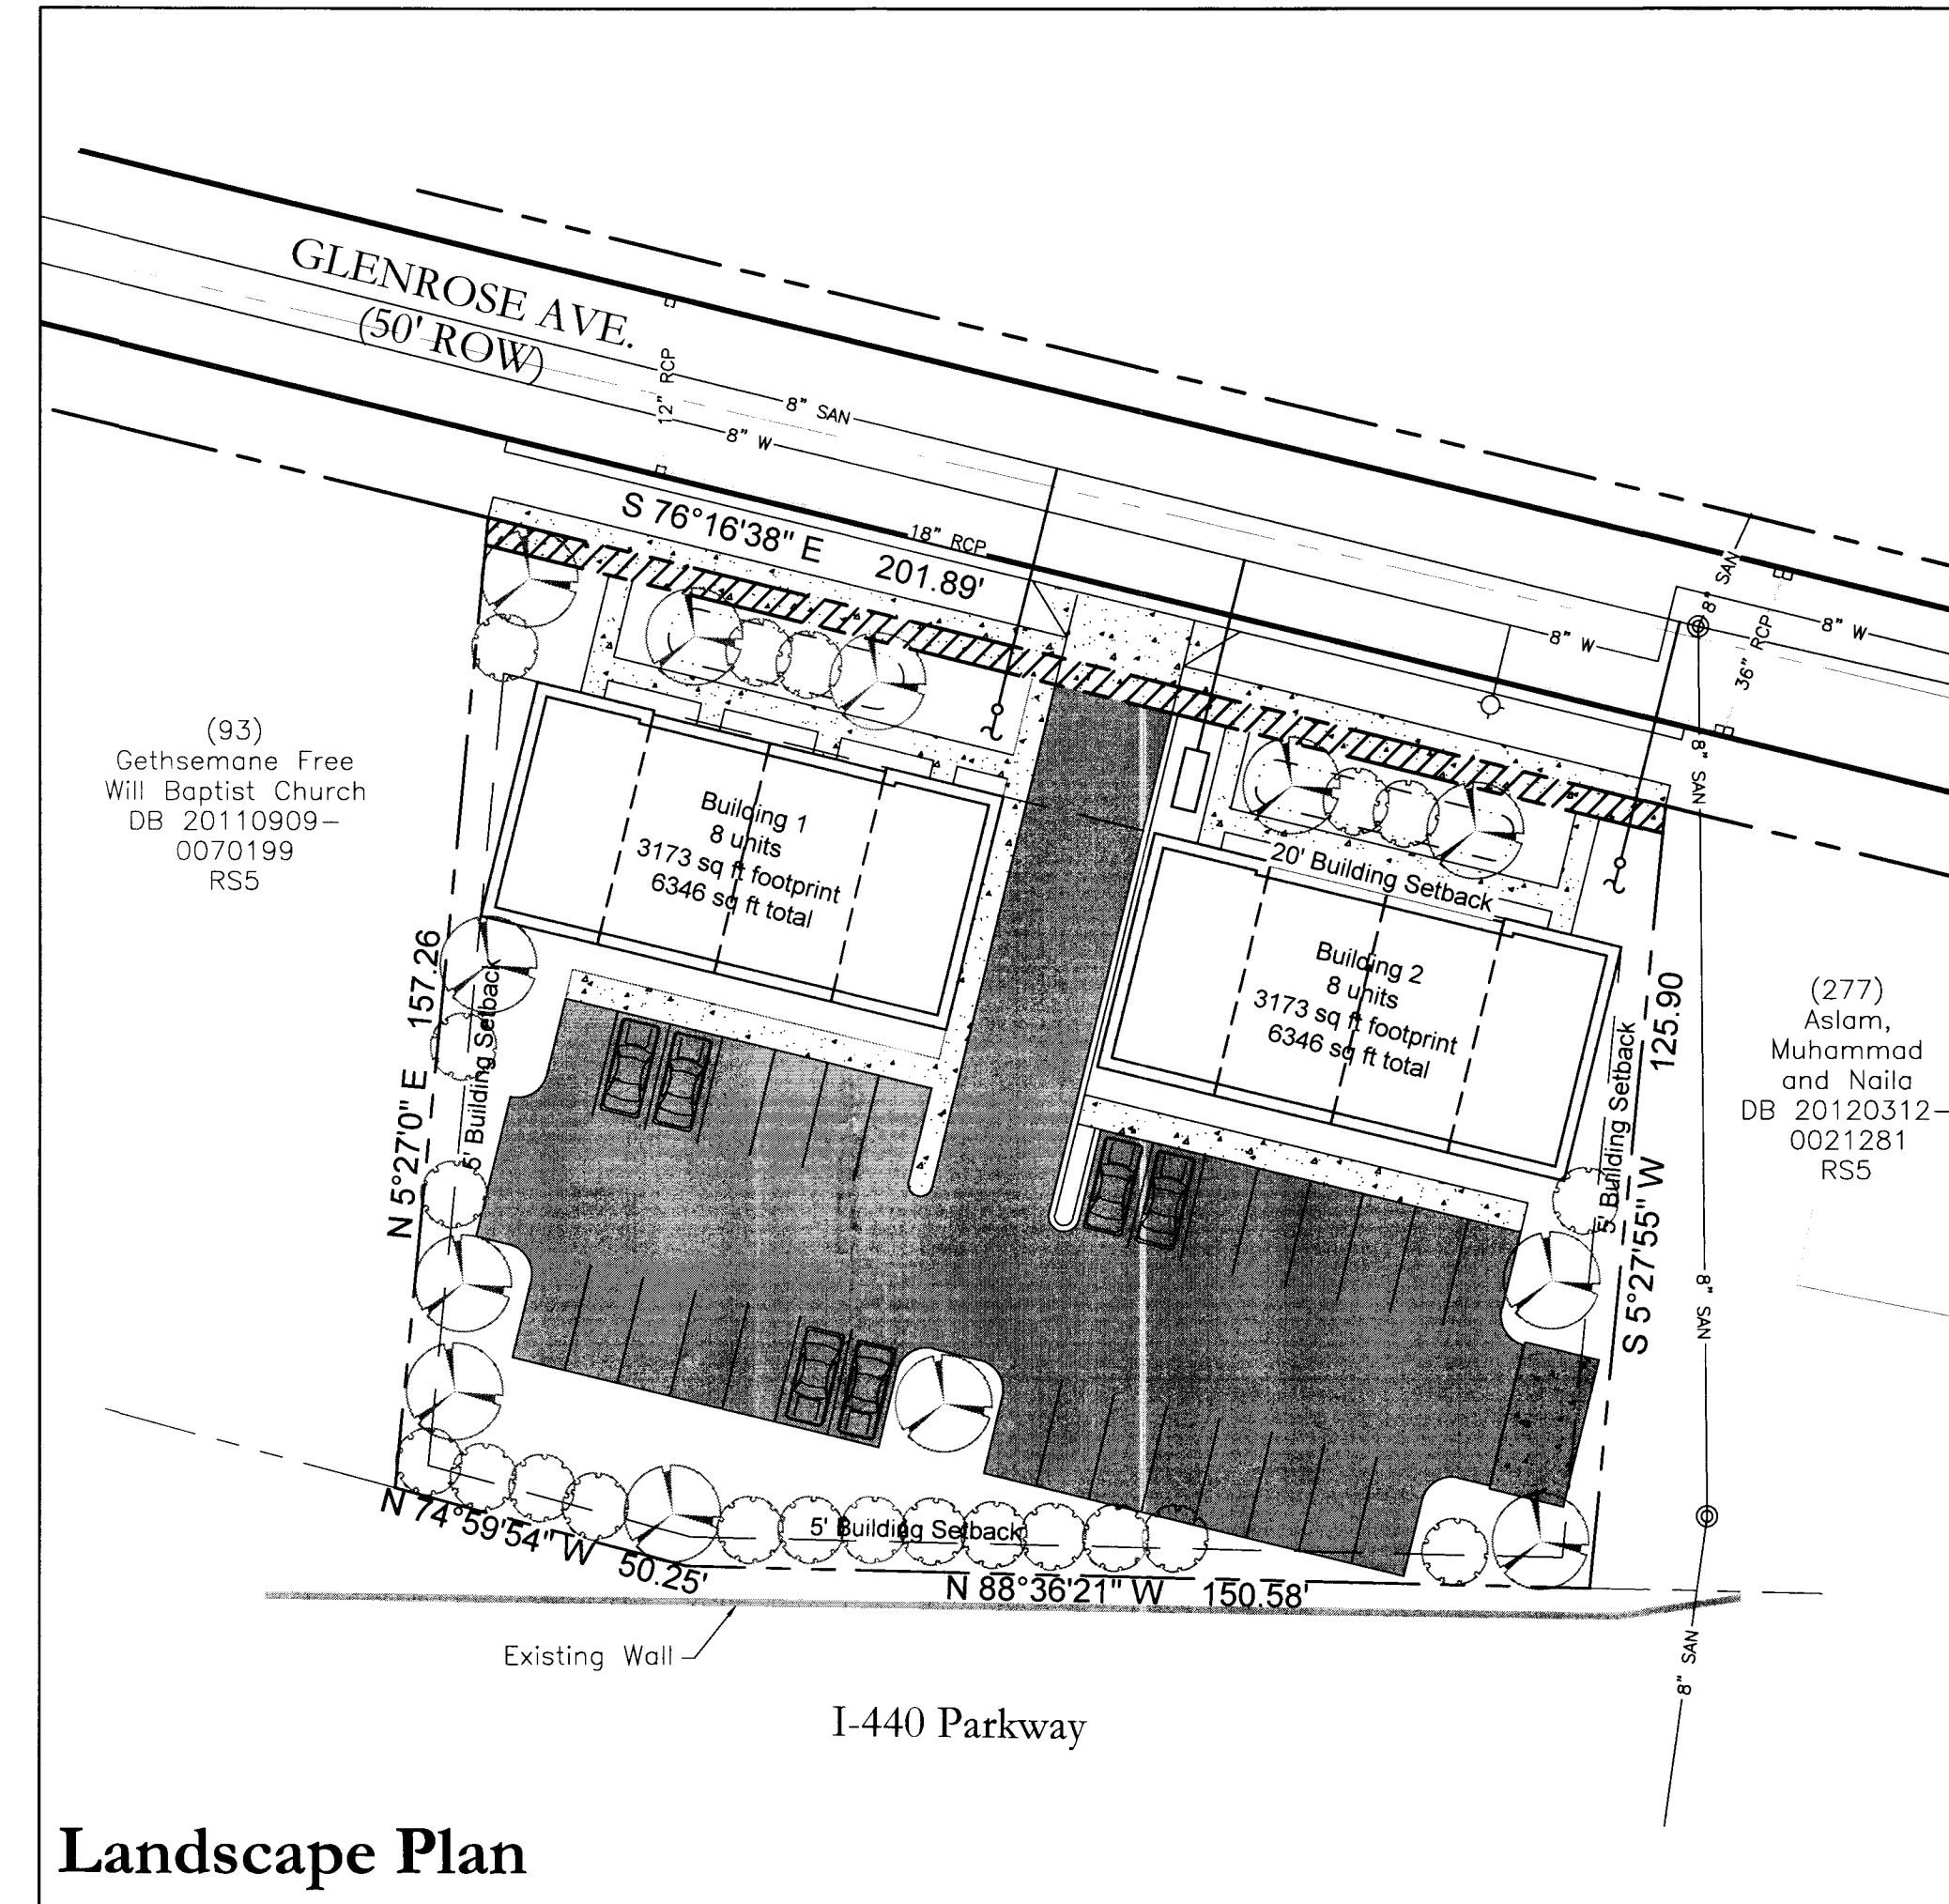 GLENROSE AVE.
(50' ROW)
12" RCP
8" SAN
8" W
S 76°16'38" E 201.89'
18" RCP
8" SAN
8" W
8" W
36" RCP
(93)
Gethsemane Free
Will Baptist Church
DB 20110909-
0070199
RS5
Building 1
8 units
3173 sq ft footprint
6346 sq ft total
20' Building Setback
8" SAN
Building 2
8 units
3173 sq ft footprint
6346 sq ft total
(277)
Aslam,
Muhammad
and Naila
DB 20120312-
0021281
RS5
N 5°27'0" E 157.26
5' Building Setback
5' Building Setback
S 5°27'55" W 125.90
8" SAN
N 74°59'54" W 50.25'
5' Building Setback
N 88°36'21" W 150.58'
Existing Wall
8" SAN
I-440 Parkway
Landscape Plan